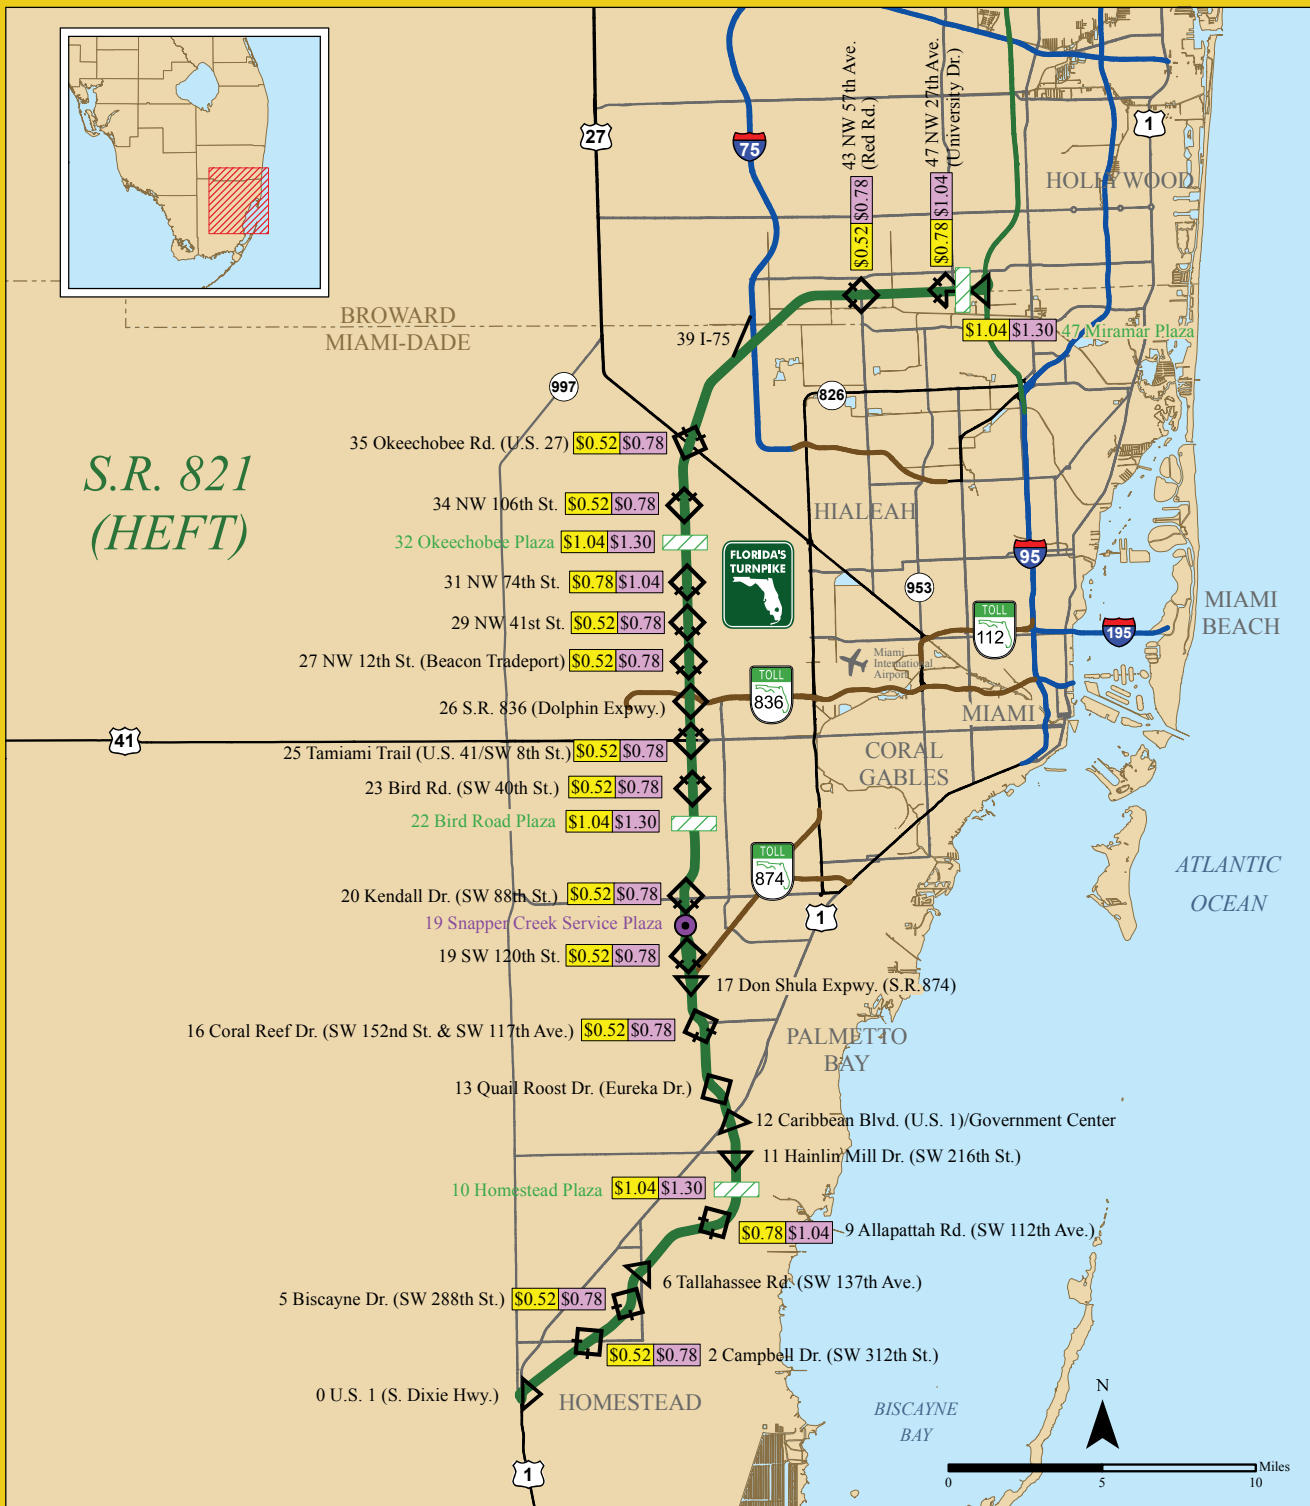 43 NW 57th Ave.
(Red Rd.)
$0.52 $0.78
47 NW 27th Ave.
(University Dr.)
$0.78 $1.04
27
75
1
HOLLYWOOD
BROWARD
MIAMI-DADE
39 I-75
$1.04 $1.30 47 Miramar Plaza
997
826
S.R. 821
(HEFT)
35 Okeechobee Rd. (U.S. 27) $0.52 $0.78
34 NW 106th St. $0.52 $0.78
HIALEAH
32 Okeechobee Plaza $1.04 $1.30
FLORIDA'S
TURNPIKE
95
31 NW 74th St. $0.78 $1.04
953
MIAMI
BEACH
29 NW 41st St. $0.52 $0.78
TOLL
112
195
27 NW 12th St. (Beacon Tradeport) $0.52 $0.78
Miami
International
Airport
26 S.R. 836 (Dolphin Expwy.)
TOLL
836
MIAMI
41
25 Tamiami Trail (U.S. 41/SW 8th St.) $0.52 $0.78
CORAL
GABLES
23 Bird Rd. (SW 40th St.) $0.52 $0.78
22 Bird Road Plaza $1.04 $1.30
TOLL
874
ATLANTIC
OCEAN
20 Kendall Dr. (SW 88th St.) $0.52 $0.78
1
19 Snapper Creek Service Plaza
19 SW 120th St. $0.52 $0.78
17 Don Shula Expwy. (S.R.874)
16 Coral Reef Dr. (SW 152nd St. & SW 117th Ave.) $0.52 $0.78
PALMETTO
BAY
13 Quail Roost Dr. (Eureka Dr.)
12 Caribbean Blvd. (U.S. 1)/Government Center
11 Hainlin Mill Dr. (SW 216th St.)
10 Homestead Plaza $1.04 $1.30
$0.78 $1.04 9 Allapattah Rd. (SW 112th Ave.)
6 Tallahassee Rd. (SW 137th Ave.)
5 Biscayne Dr. (SW 288th St.) $0.52 $0.78
$0.52 $0.78 2 Campbell Dr. (SW 312th St.)
0 U.S. 1 (S. Dixie Hwy.)
HOMESTEAD
BISCAYNE
BAY
N
1
Miles
0 5 10